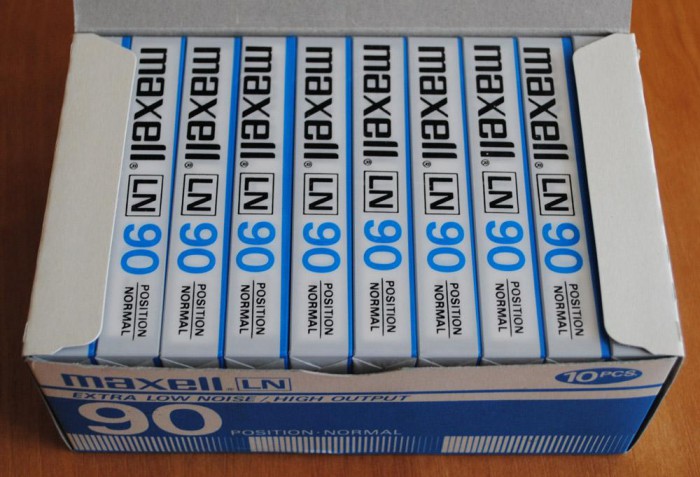 maxell® LN 90 POSITION NORMAL
maxell® LN 90 POSITION NORMAL
maxell® LN 90 POSITION NORMAL
maxell® LN 90 POSITION NORMAL
maxell® LN 90 POSITION NORMAL
maxell® LN 90 POSITION NORMAL
maxell® LN 90 POSITION NORMAL
maxell® LN 90 POSITION NORMAL
maxell® LN
10 PCS.
EXTRA LOW NOISE / HIGH OUTPUT
90 POSITION·NORMAL